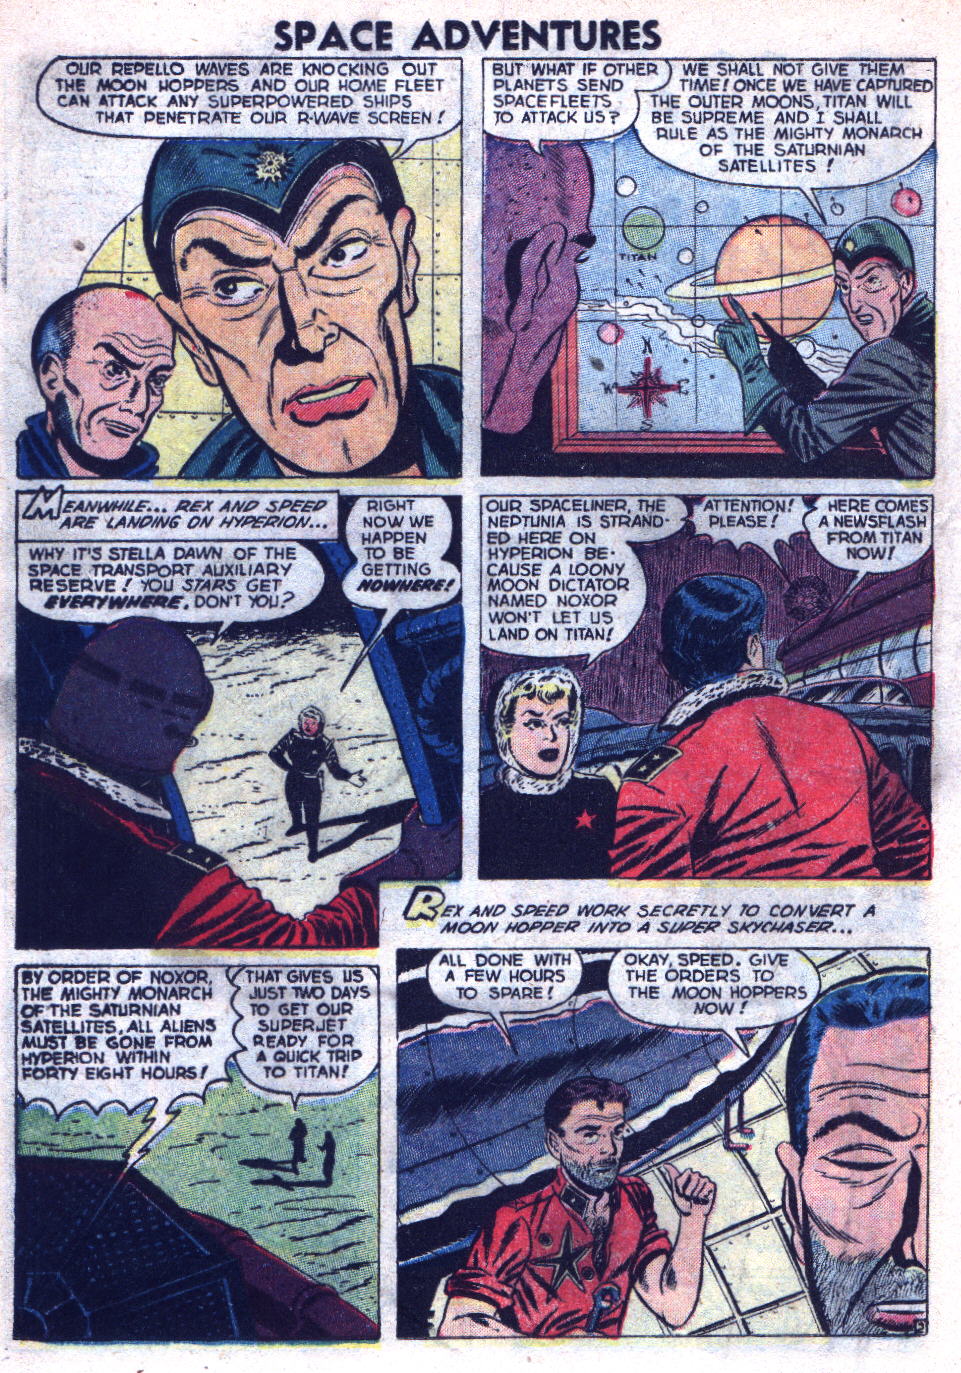 SPACE ADVENTURES
OUR REPELLO WAVES ARE KNOCKING OUT
THE MOON HOPPERS AND OUR HOME FLEET
CAN ATTACK ANY SUPERPOWERED SHIPS
THAT PENETRATE OUR R-WAVE SCREEN!
BUT WHAT IF OTHER
PLANETS SEND
SPACEFLEETS
TO ATTACK US?
WE SHALL NOT GIVE THEM
TIME! ONCE WE HAVE CAPTURED
THE OUTER MOONS, TITAN WILL
BE SUPREME AND I SHALL
RULE AS THE MIGHTY MONARCH
OF THE SATURNIAN
SATELLITES!
TITAN
N
W E
S
MEANWHILE... REX AND SPEED
ARE LANDING ON HYPERION...
WHY IT'S STELLA DAWN OF THE
SPACE TRANSPORT AUXILIARY
RESERVE! YOU STARS GET
EVERYWHERE, DON'T YOU?
RIGHT
NOW WE
HAPPEN
TO BE
GETTING
NOWHERE!
OUR SPACELINER, THE
NEPTUNIA IS STRAND-
ED HERE ON
HYPERION BE-
CAUSE A LOONY
MOON DICTATOR
NAMED NOXOR
WON'T LET US
LAND ON TITAN!
ATTENTION!
PLEASE!
HERE COMES
A NEWSFLASH
FROM TITAN
NOW!
BY ORDER OF NOXOR,
THE MIGHTY MONARCH
OF THE SATURNIAN
SATELLITES, ALL ALIENS
MUST BE GONE FROM
HYPERION WITHIN
FORTY EIGHT HOURS!
THAT GIVES US
JUST TWO DAYS
TO GET OUR
SUPERJET
READY FOR
A QUICK TRIP
TO TITAN!
REX AND SPEED WORK SECRETLY TO CONVERT A
MOON HOPPER INTO A SUPER SKYCHASER...
ALL DONE WITH
A FEW HOURS
TO SPARE!
OKAY, SPEED. GIVE
THE ORDERS TO
THE MOON HOPPERS
NOW!